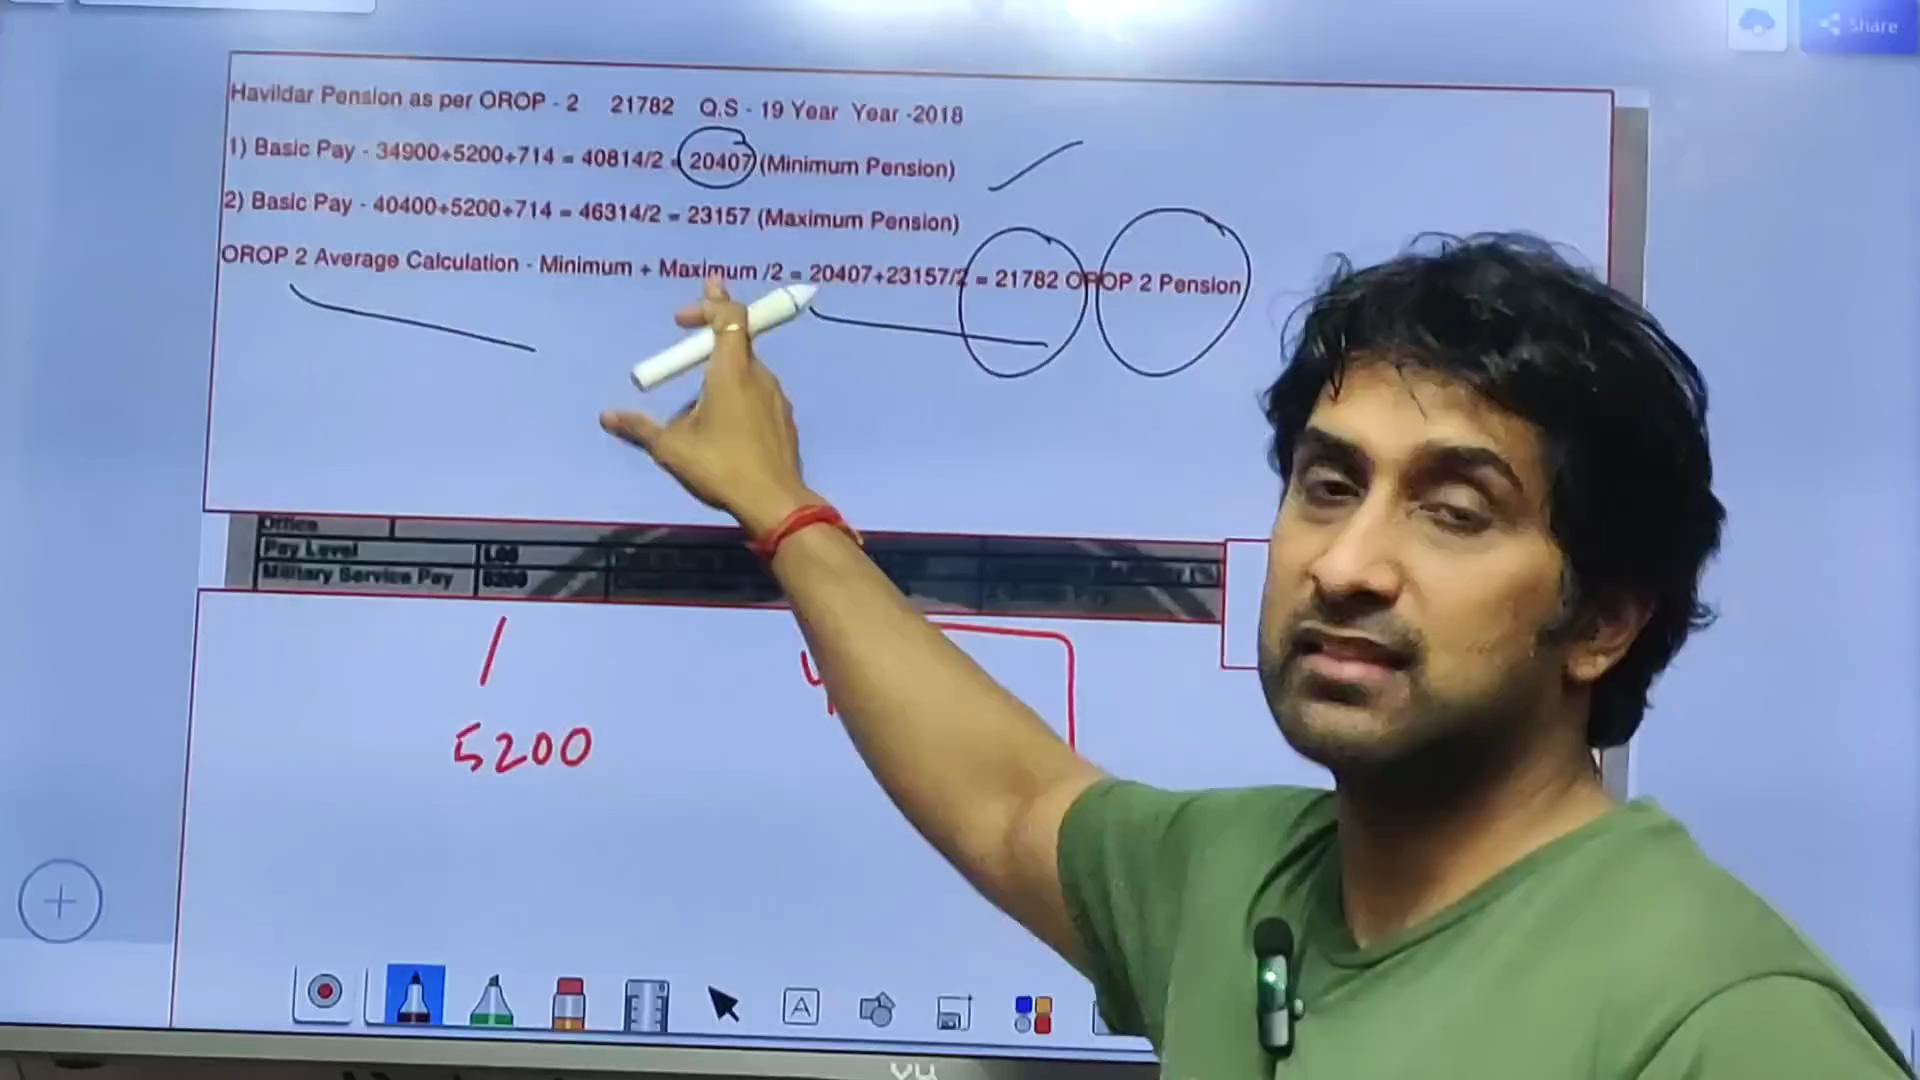 Share
Havildar Pension as per OROP - 2 21782 Q.S - 19 Year Year -2018
1) Basic Pay - 34900+5200+714 = 40814/2 = 20407 (Minimum Pension)
2) Basic Pay - 40400+5200+714 = 46314/2 = 23157 (Maximum Pension)
OROP 2 Average Calculation - Minimum + Maximum /2 = 20407+23157/2 = 21782 OROP 2 Pension
Office
Pay Level
Military Service Pay 5200
5200
A